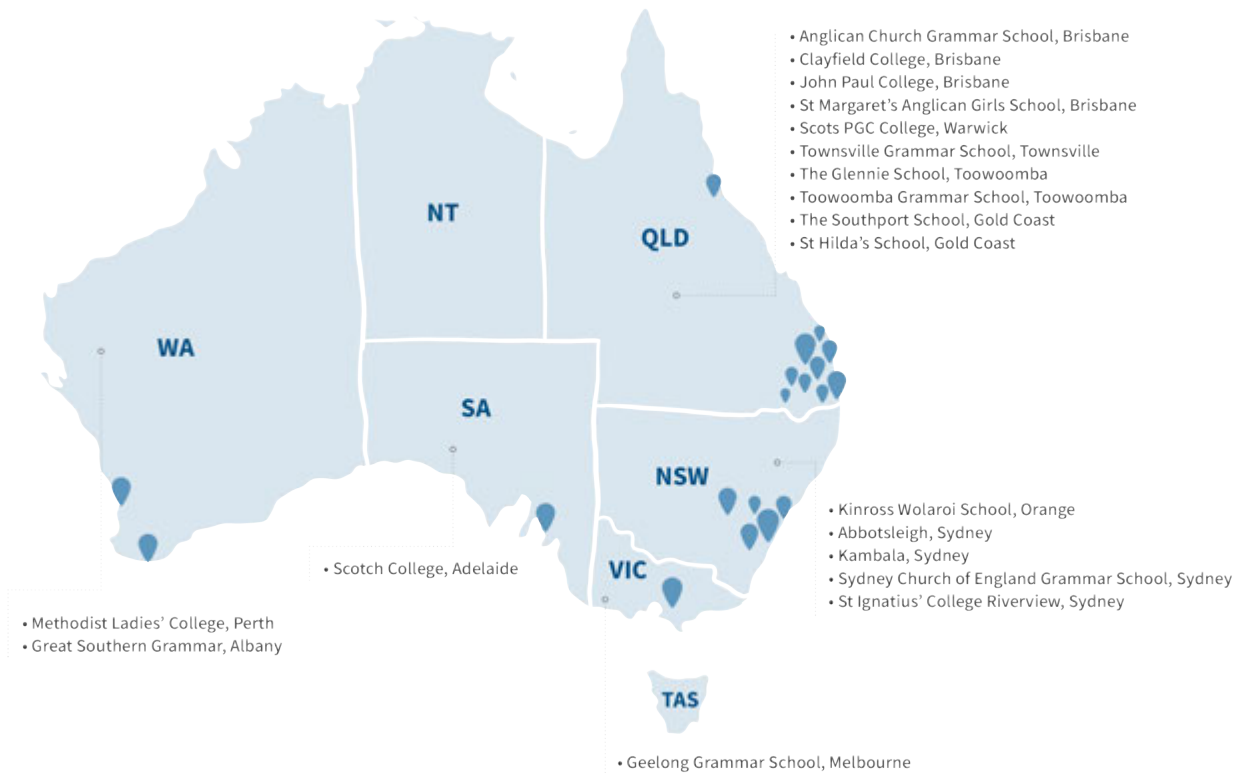 • Anglican Church Grammar School, Brisbane
• Clayfield College, Brisbane
• John Paul College, Brisbane
• St Margaret’s Anglican Girls School, Brisbane
• Scots PGC College, Warwick
• Townsville Grammar School, Townsville
• The Glennie School, Toowoomba
• Toowoomba Grammar School, Toowoomba
• The Southport School, Gold Coast
• St Hilda’s School, Gold Coast
NT
QLD
WA
SA
NSW
• Kinross Wolaroi School, Orange
• Abbotsleigh, Sydney
• Kambala, Sydney
• Sydney Church of England Grammar School, Sydney
• St Ignatius’ College Riverview, Sydney
VIC
• Scotch College, Adelaide
• Methodist Ladies’ College, Perth
• Great Southern Grammar, Albany
TAS
• Geelong Grammar School, Melbourne